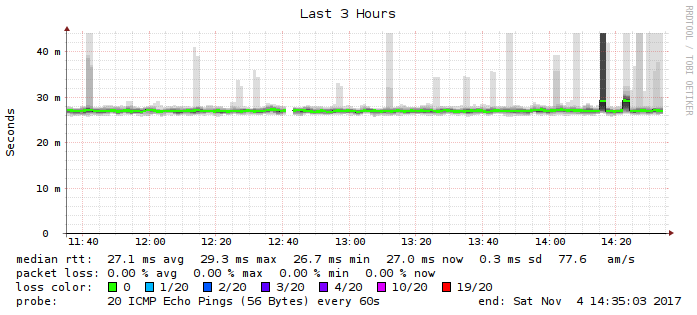 Last 3 Hours
RRDTOOL / TOBI OETIKER
Seconds
40 m
30 m
20 m
10 m
0
11:40 12:00 12:20 12:40 13:00 13:20 13:40 14:00 14:20
median rtt: 27.1 ms avg 29.3 ms max 26.7 ms min 27.0 ms now 0.3 ms sd 77.6 am/s
packet loss: 0.00 % avg 0.00 % max 0.00 % min 0.00 % now
loss color: 0 1/20 2/20 3/20 4/20 10/20 19/20
probe: 20 ICMP Echo Pings (56 Bytes) every 60s end: Sat Nov 4 14:35:03 2017